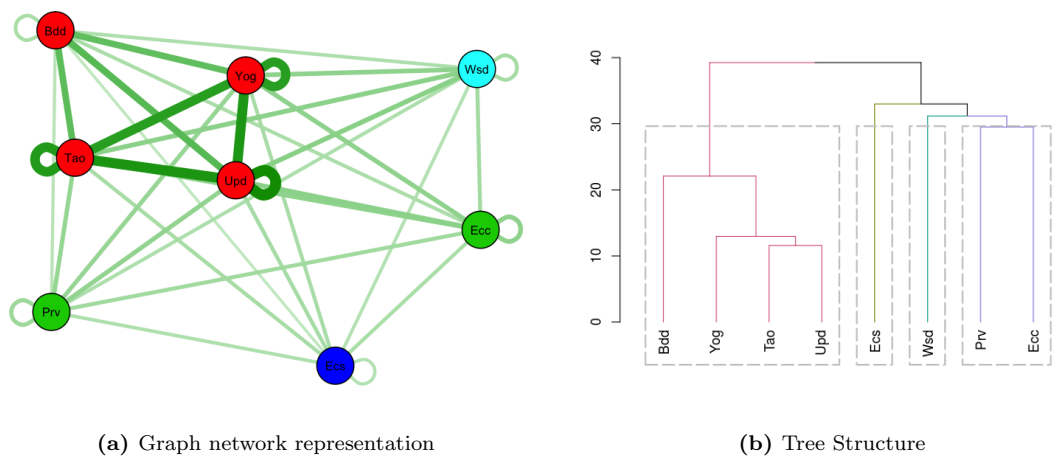 Bdd
Yog
Wsd
Tao
Upd
Ecc
Prv
Ecs
40
30
20
10
0
Bdd
Yog
Tao
Upd
Ecs
Wsd
Prv
Ecc
(a) Graph network representation
(b) Tree Structure